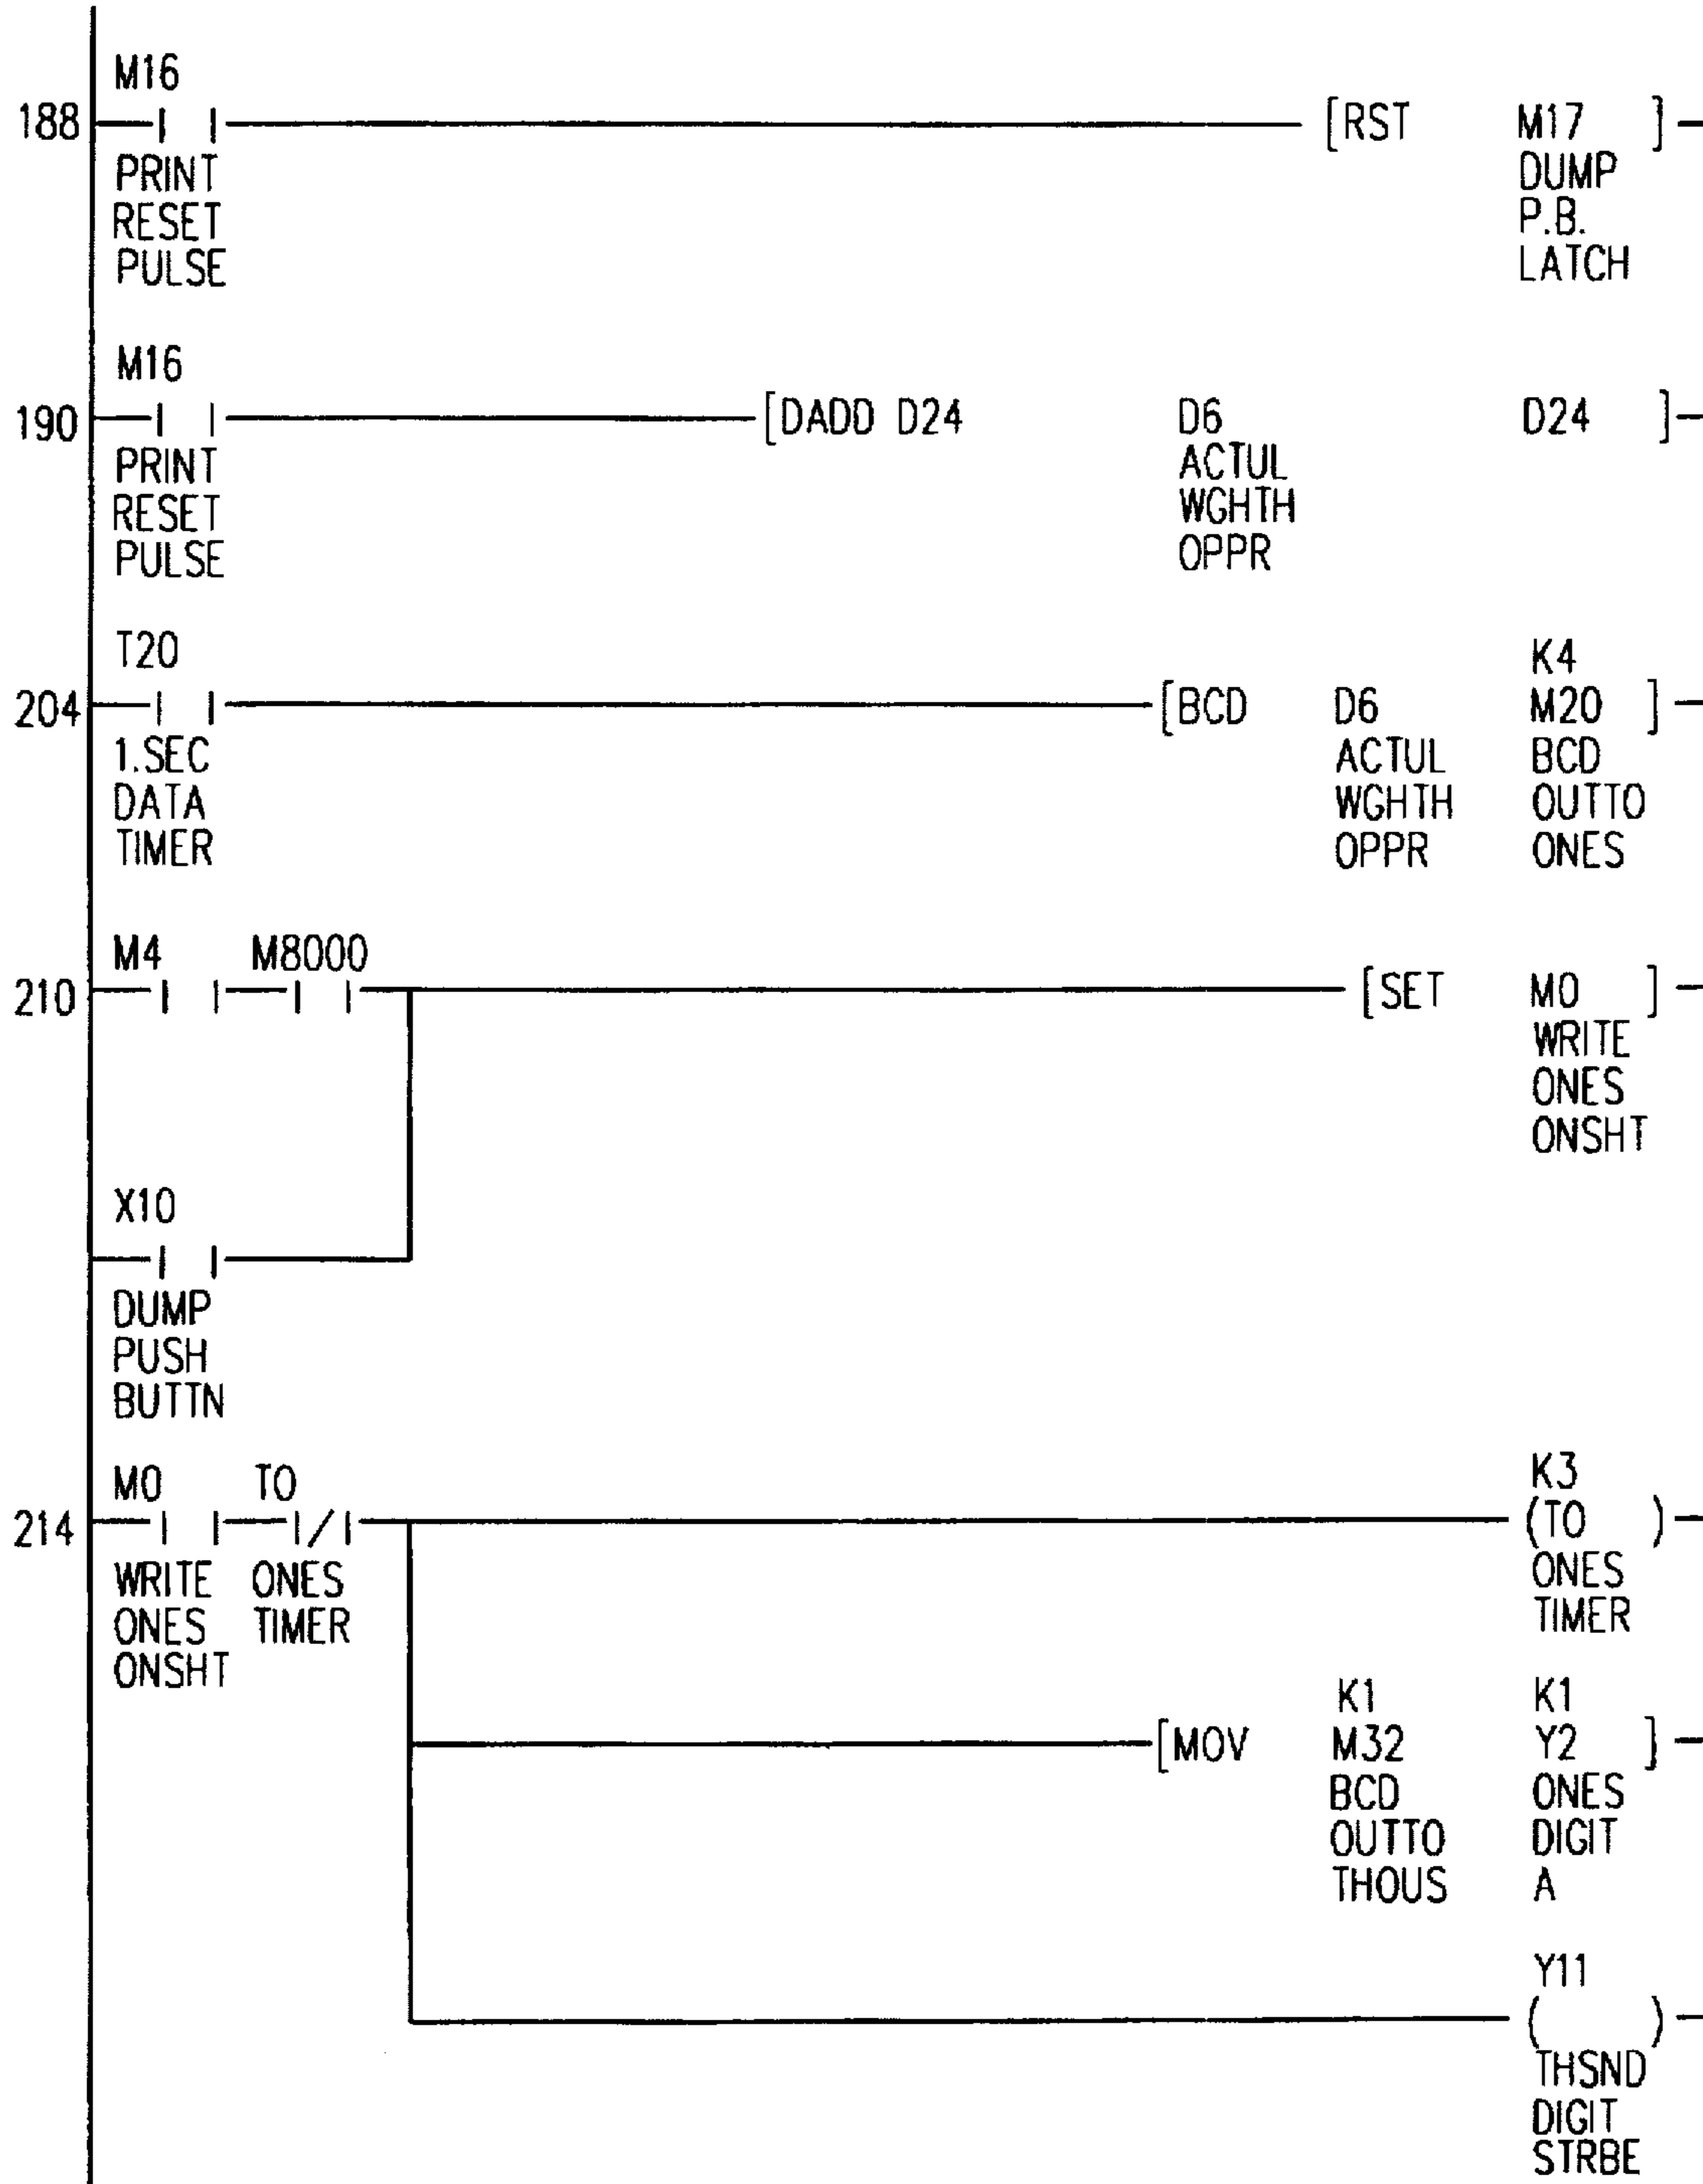 M16
188 [RST M17 ]
PRINT DUMP
RESET P.B.
PULSE LATCH
M16
190 [DADD D24 D6 D24 ]
PRINT ACTUL
RESET WGHTH
PULSE OPPR
T20 K4
204 [BCD D6 M20 ]
1.SEC ACTUL BCD
DATA WGHTH OUTTO
TIMER OPPR ONES
M4 M8000
210 [SET M0 ]
WRITE
ONES
ONSHT
X10
DUMP
PUSH
BUTTN
M0 T0 K3
214 (T0 )
WRITE ONES ONES
ONES TIMER TIMER
ONSHT
K1 K1
[MOV M32 Y2 ]
BCD ONES
OUTTO DIGIT
THOUS A
Y11
( )
THSND
DIGIT
STRBE